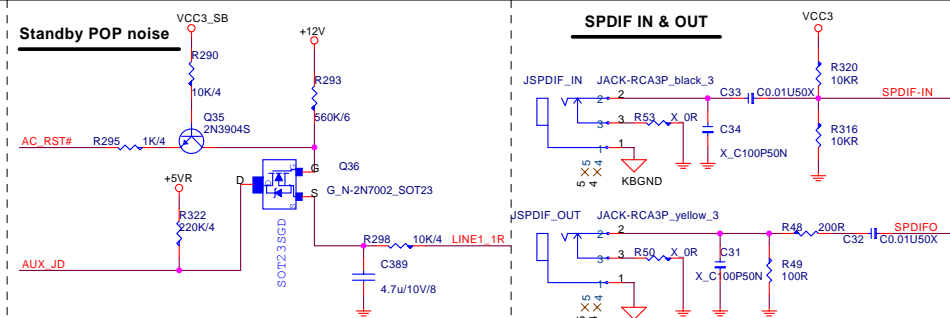 Standby POP noise
VCC3_SB
R290
10K/4
Q35
2N3904S
AC_RST#
R295
1K/4
+12V
R293
560K/6
G
Q36
D
S
G_N-2N7002_SOT23
SOT23SGD
+5VR
R322
220K/4
AUX_JD
R298
10K/4
LINE1_1R
C389
4.7u/10V/8
SPDIF IN & OUT
VCC3
JSPDIF_IN
JACK-RCA3P_black_3
2
2
3
3
1
1
5
5
4
4
R53
X_0R
KBGND
C33
C0.01U50X
C34
X_C100P50N
R320
10KR
R316
10KR
SPDIF-IN
JSPDIF_OUT
JACK-RCA3P_yellow_3
2
2
3
3
1
1
5
4
4
R50
X_0R
C31
X_C100P50N
R48
200R
R49
100R
C32
C0.01U50X
SPDIFO